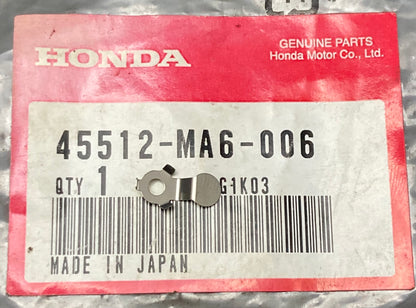 HONDA
GENUINE PARTS
Honda Motor Co., Ltd.
45512-MA6-006
QTY 1 G1K03
MADE IN JAPAN